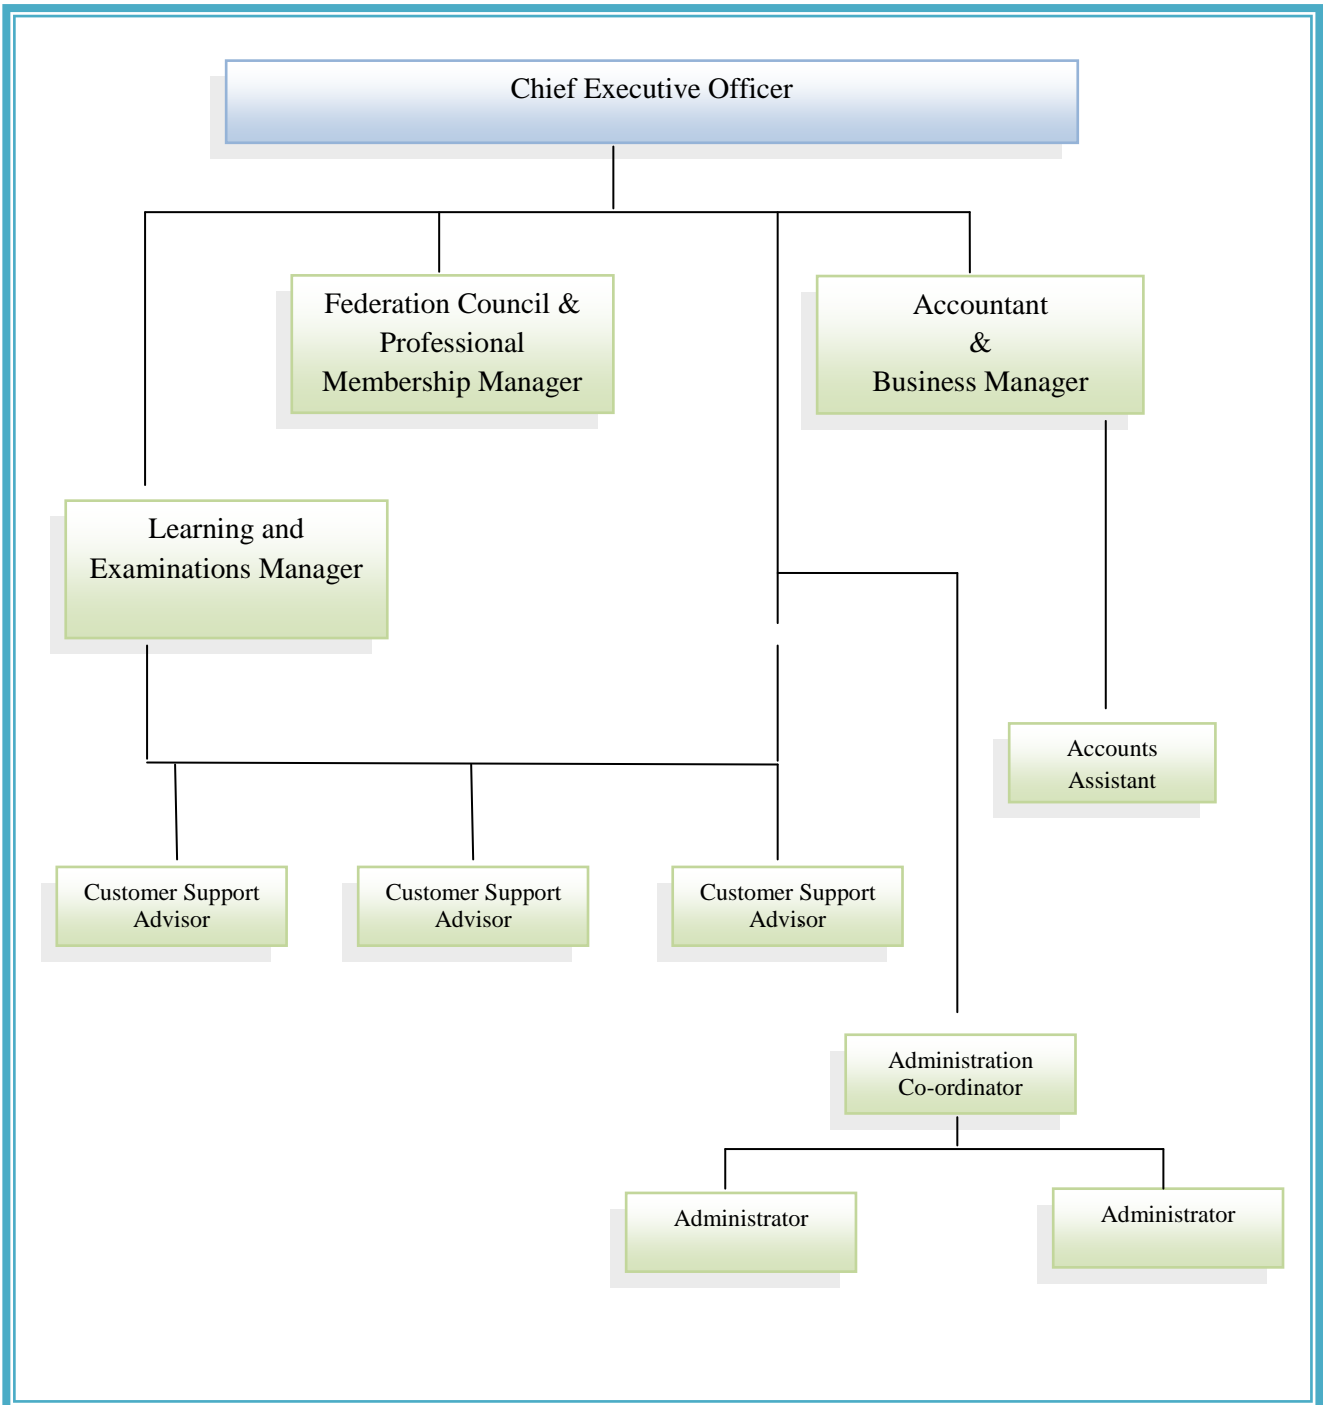 Chief Executive Officer
Federation Council &
Professional
Membership Manager
Accountant
&
Business Manager
Learning and
Examinations Manager
Accounts
Assistant
Customer Support
Advisor
Customer Support
Advisor
Customer Support
Advisor
Administration
Co-ordinator
Administrator
Administrator